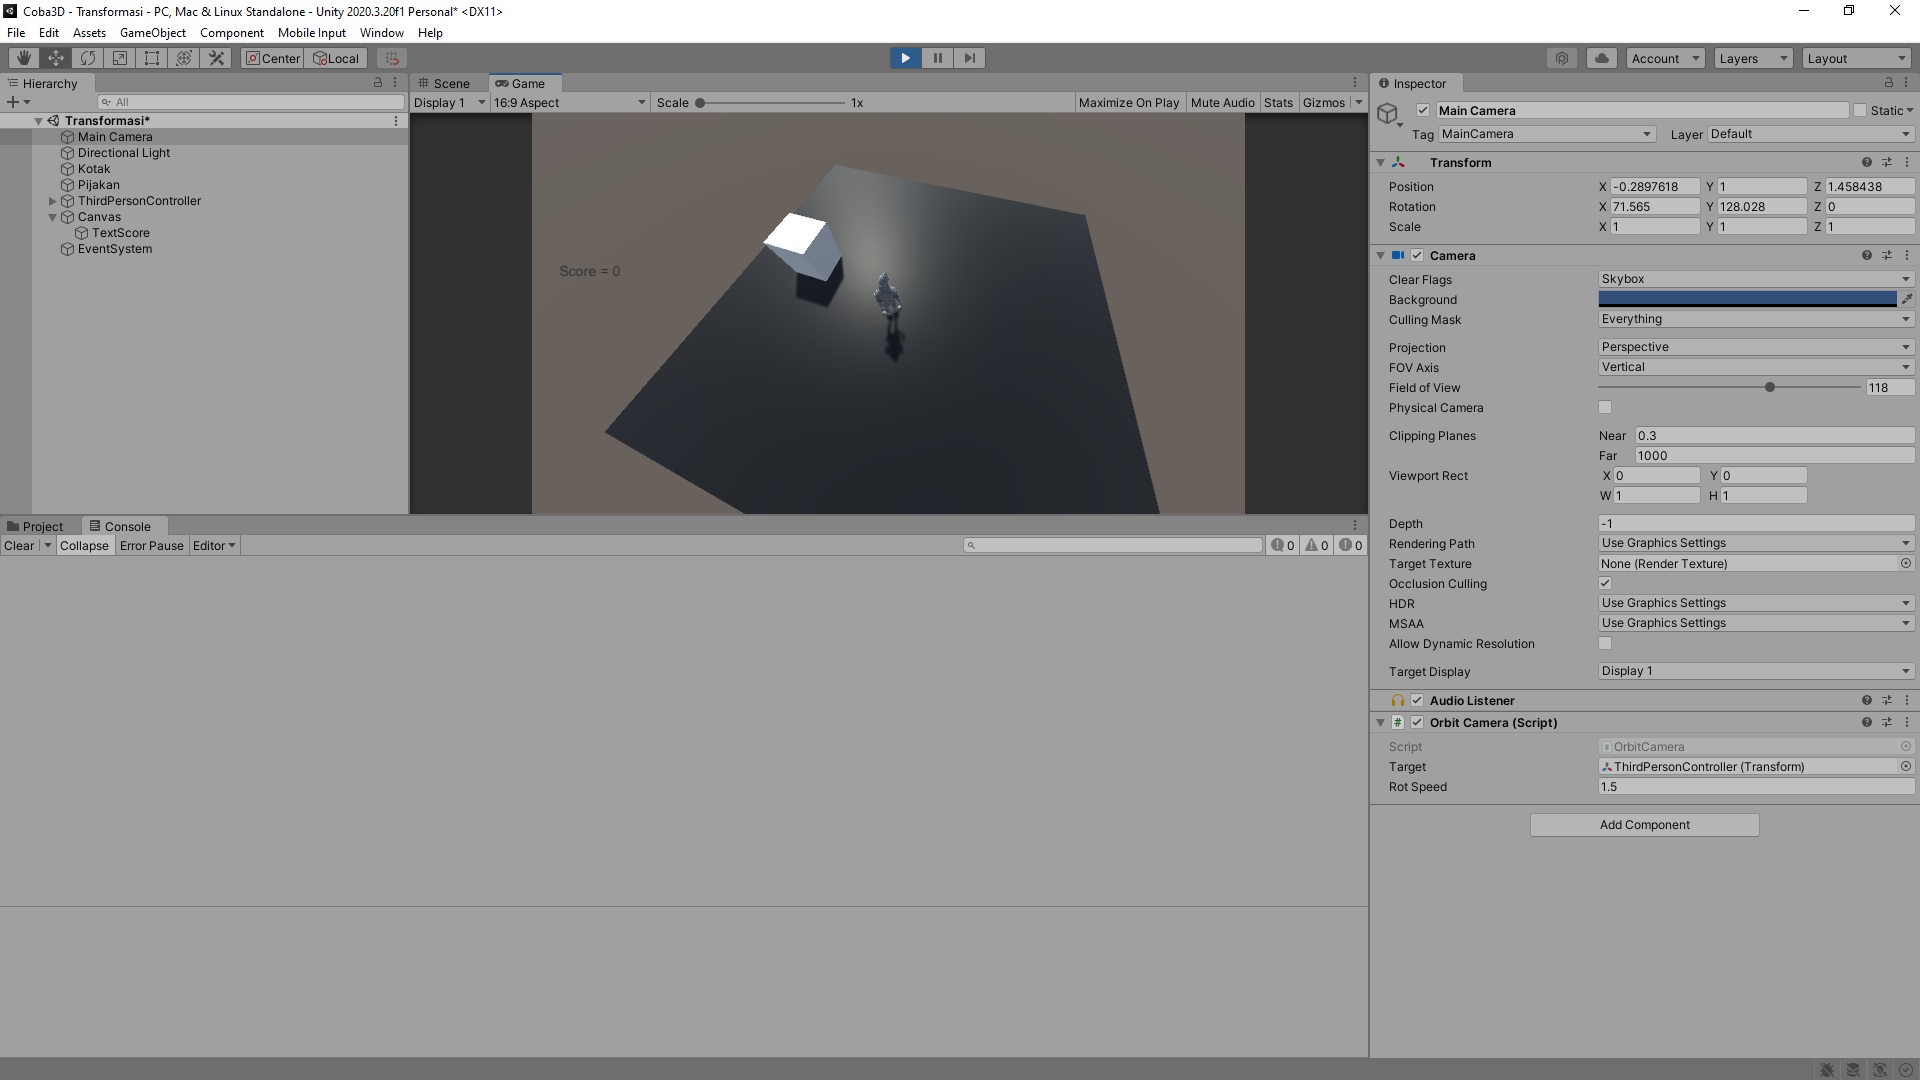 Coba3D - Transformasi - PC, Mac & Linux Standalone - Unity 2020.3.20f1 Personal* <DX11>
File Edit Assets GameObject Component Mobile Input Window Help
Center Local Account Layers Layout
Hierarchy
All
Transformasi*
Main Camera
Directional Light
Kotak
Pijakan
ThirdPersonController
Canvas
TextScore
EventSystem
Scene Game
Display 1 16:9 Aspect Scale 1x Maximize On Play Mute Audio Stats Gizmos
Score = 0
Project Console
Clear Collapse Error Pause Editor 0 0 0
Inspector
Main Camera Static
Tag MainCamera Layer Default
Transform
Position X -0.2897618 Y 1 Z 1.458438
Rotation X 71.565 Y 128.028 Z 0
Scale X 1 Y 1 Z 1
Camera
Clear Flags Skybox
Background
Culling Mask Everything
Projection Perspective
FOV Axis Vertical
Field of View 118
Physical Camera
Clipping Planes Near 0.3
Far 1000
Viewport Rect X 0 Y 0
W 1 H 1
Depth -1
Rendering Path Use Graphics Settings
Target Texture None (Render Texture)
Occlusion Culling
HDR Use Graphics Settings
MSAA Use Graphics Settings
Allow Dynamic Resolution
Target Display Display 1
Audio Listener
# Orbit Camera (Script)
Script OrbitCamera
Target ThirdPersonController (Transform)
Rot Speed 1.5
Add Component